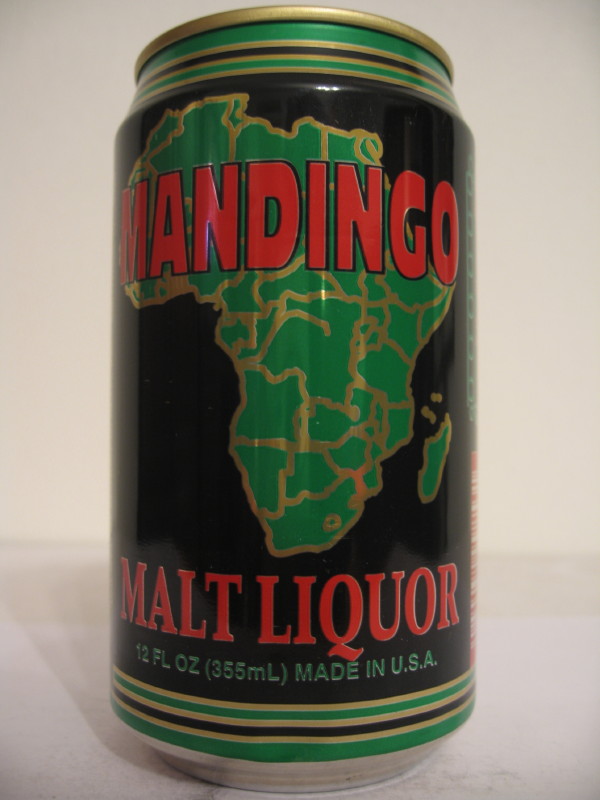 MANDINGO
MALT LIQUOR
12 FL OZ (355mL) MADE IN U.S.A.